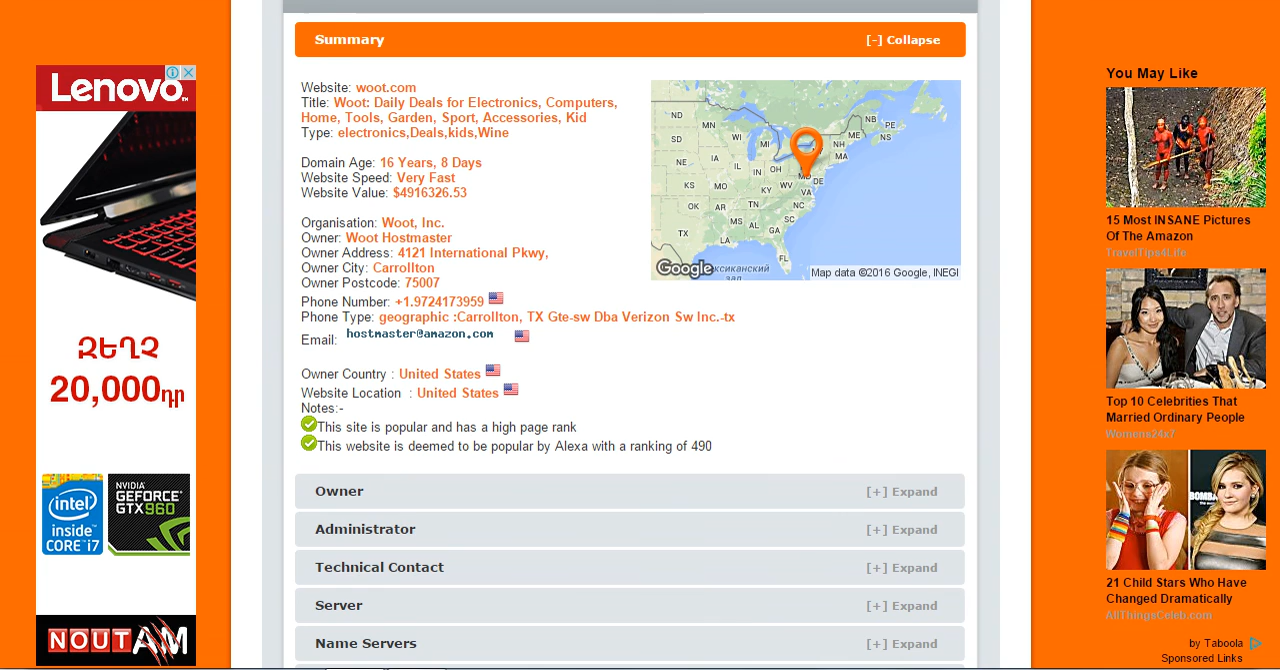 Lenovo™
ԶԵՂՉ
20,000դր
intel
inside™
CORE™ i7
NVIDIA
GEFORCE
GTX960
NOUTAM
Summary
[-] Collapse
Website: woot.com
Title: Woot: Daily Deals for Electronics, Computers,
Home, Tools, Garden, Sport, Accessories, Kid
Type: electronics,Deals,kids,Wine
Domain Age: 16 Years, 8 Days
Website Speed: Very Fast
Website Value: $4916326.53
Organisation: Woot, Inc.
Owner: Woot Hostmaster
Owner Address: 4121 International Pkwy,
Owner City: Carrollton
Owner Postcode: 75007
Phone Number: +1.9724173959
Phone Type: geographic :Carrollton, TX Gte-sw Dba Verizon Sw Inc.-tx
Email: hostmaster@amazon.com
Owner Country : United States
Website Location : United States
Notes:-
This site is popular and has a high page rank
This website is deemed to be popular by Alexa with a ranking of 490
ND
MN
SD
WI
MI
NE
IA
IL
IN
OH
KS
MO
KY
WV
VA
MD
DE
OK
AR
TN
NC
MS
AL
SC
GA
TX
LA
FL
NH
MA
ME
NB
PE
NS
Google
ксиканский
зал.
Map data ©2016 Google, INEGI
Owner
[+] Expand
Administrator
[+] Expand
Technical Contact
[+] Expand
Server
[+] Expand
Name Servers
[+] Expand
You May Like
15 Most INSANE Pictures
Of The Amazon
TravelTips4Life
Top 10 Celebrities That
Married Ordinary People
Womens24x7
BOMBA
21 Child Stars Who Have
Changed Dramatically
AllThingsCeleb.com
by Taboola
Sponsored Links